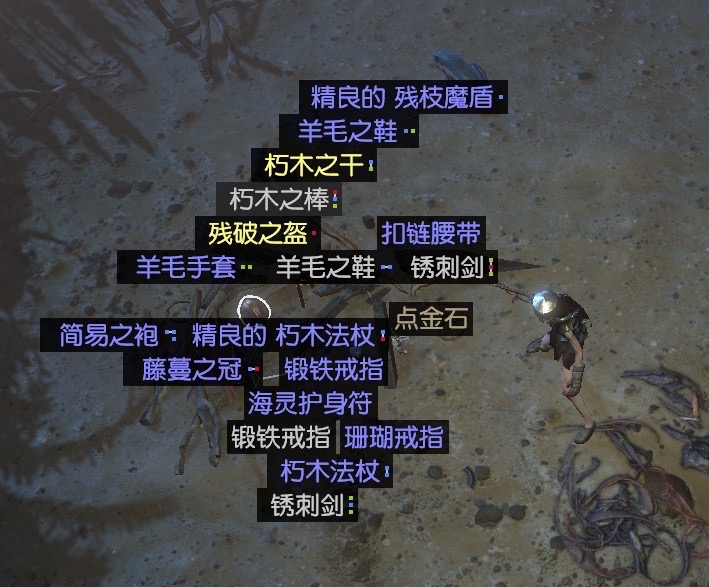 精良的 残枝魔盾
羊毛之鞋
朽木之干
朽木之棒
残破之盔 扣链腰带
羊毛手套 羊毛之鞋 锈刺剑
点金石
简易之袍 精良的 朽木法杖
藤蔓之冠 锻铁戒指
海灵护身符
锻铁戒指 珊瑚戒指
朽木法杖
锈刺剑